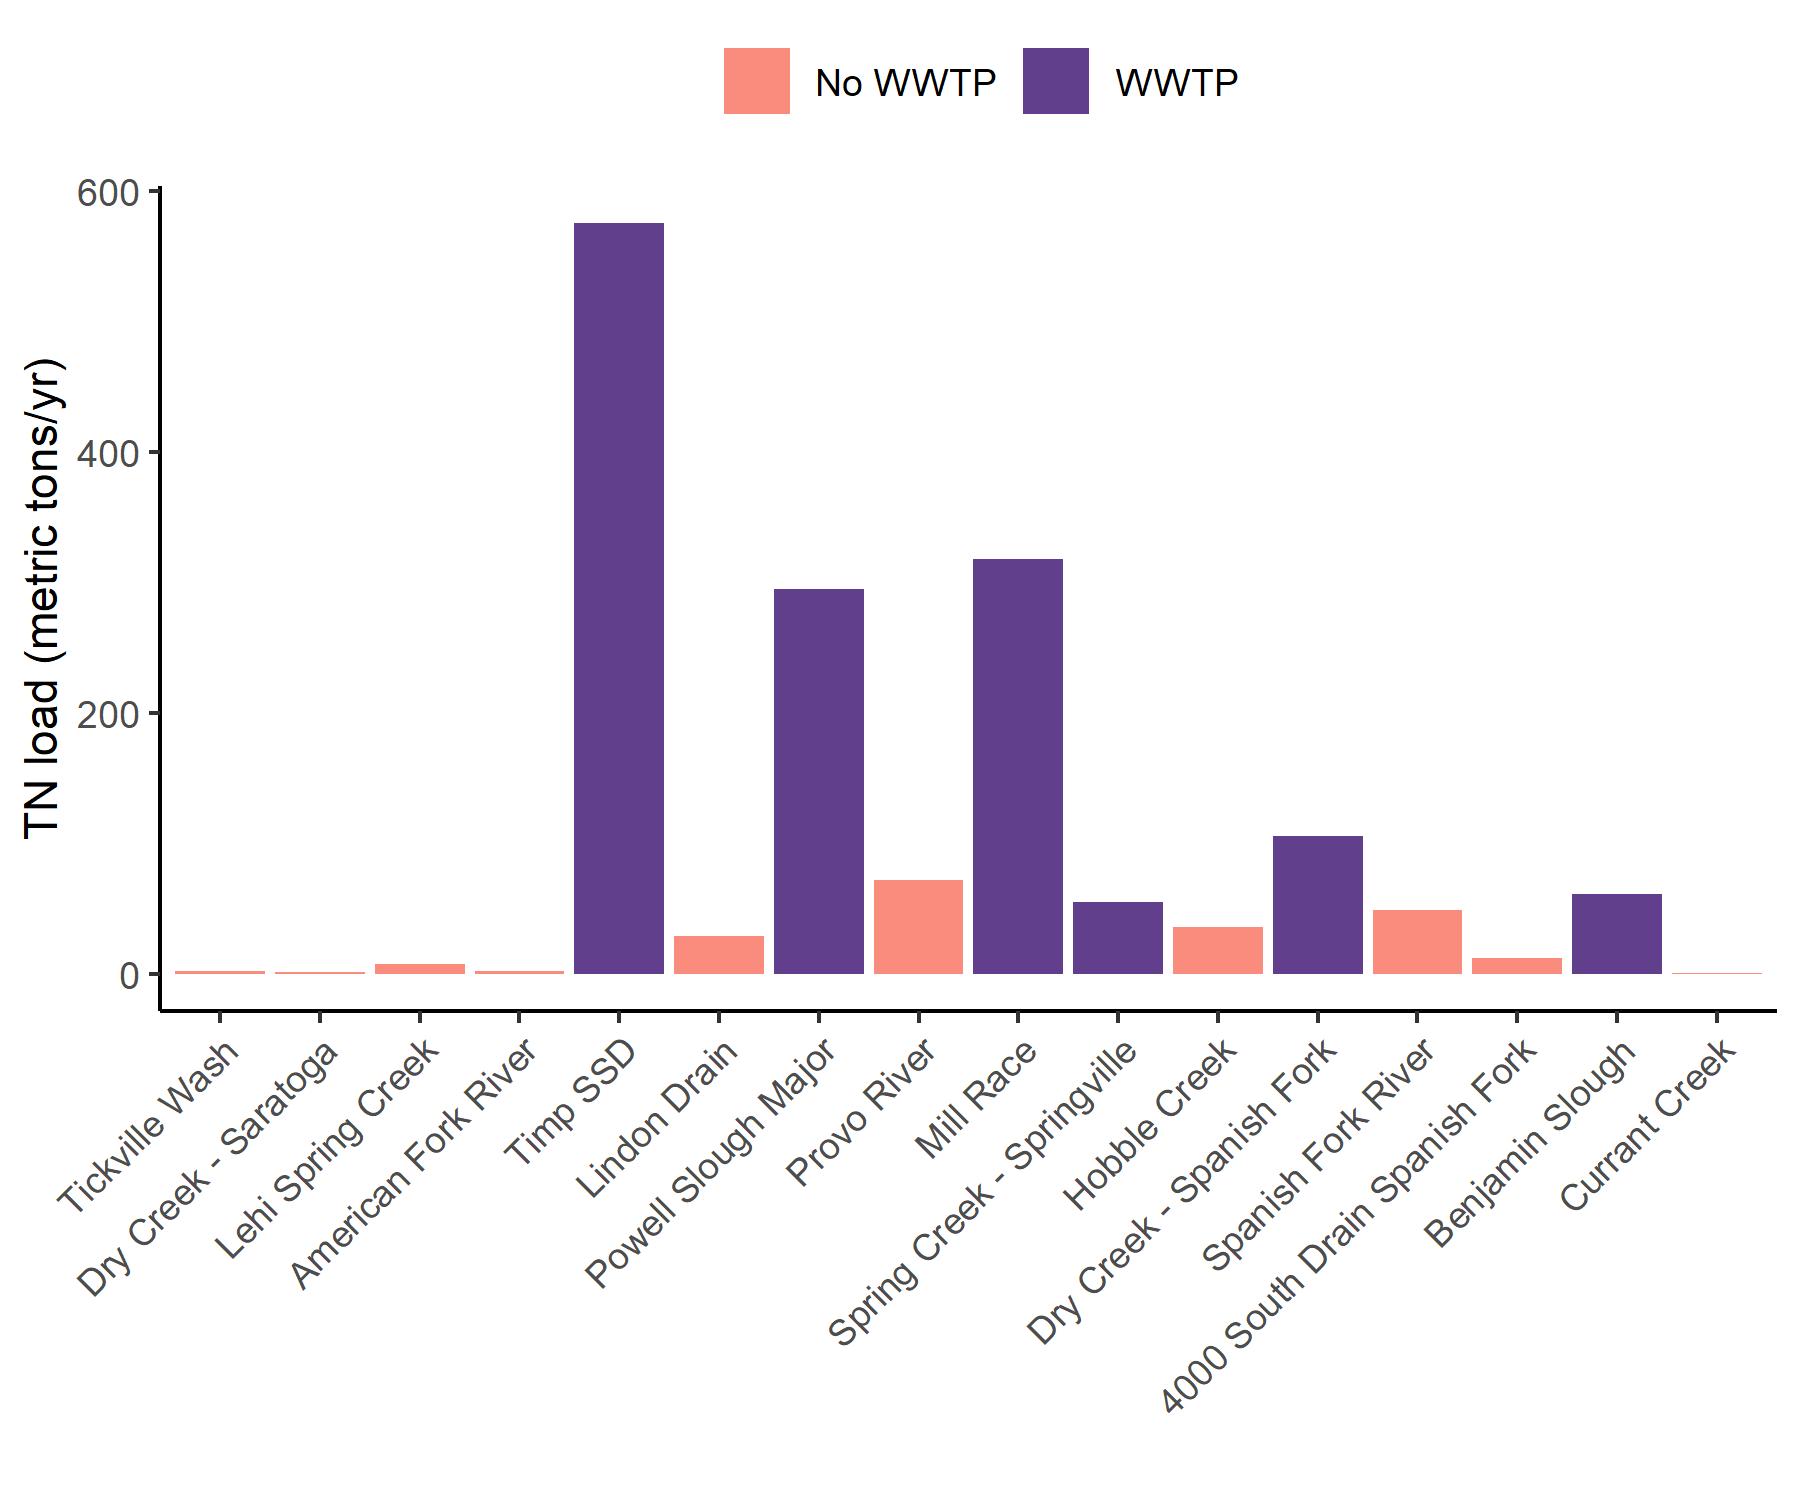 No WWTP
WWTP
TN load (metric tons/yr)
600
400
200
0
Tickville Wash
Dry Creek - Saratoga
Lehi Spring Creek
American Fork River
Timp SSD
Lindon Drain
Powell Slough Major
Provo River
Mill Race
Spring Creek - Springville
Hobble Creek
Dry Creek - Spanish Fork
Spanish Fork River
4000 South Drain Spanish Fork
Benjamin Slough
Currant Creek